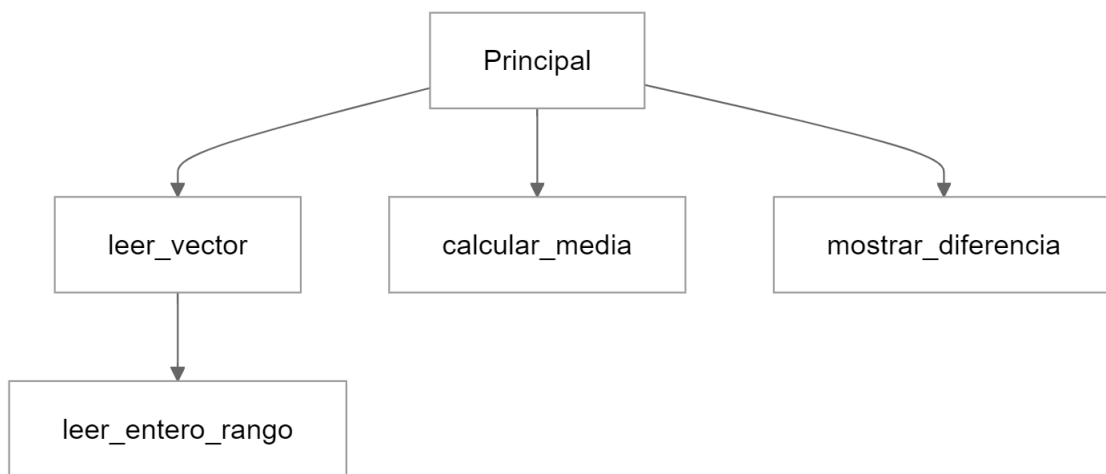 Principal
leer_vector
calcular_media
mostrar_diferencia
leer_entero_rango